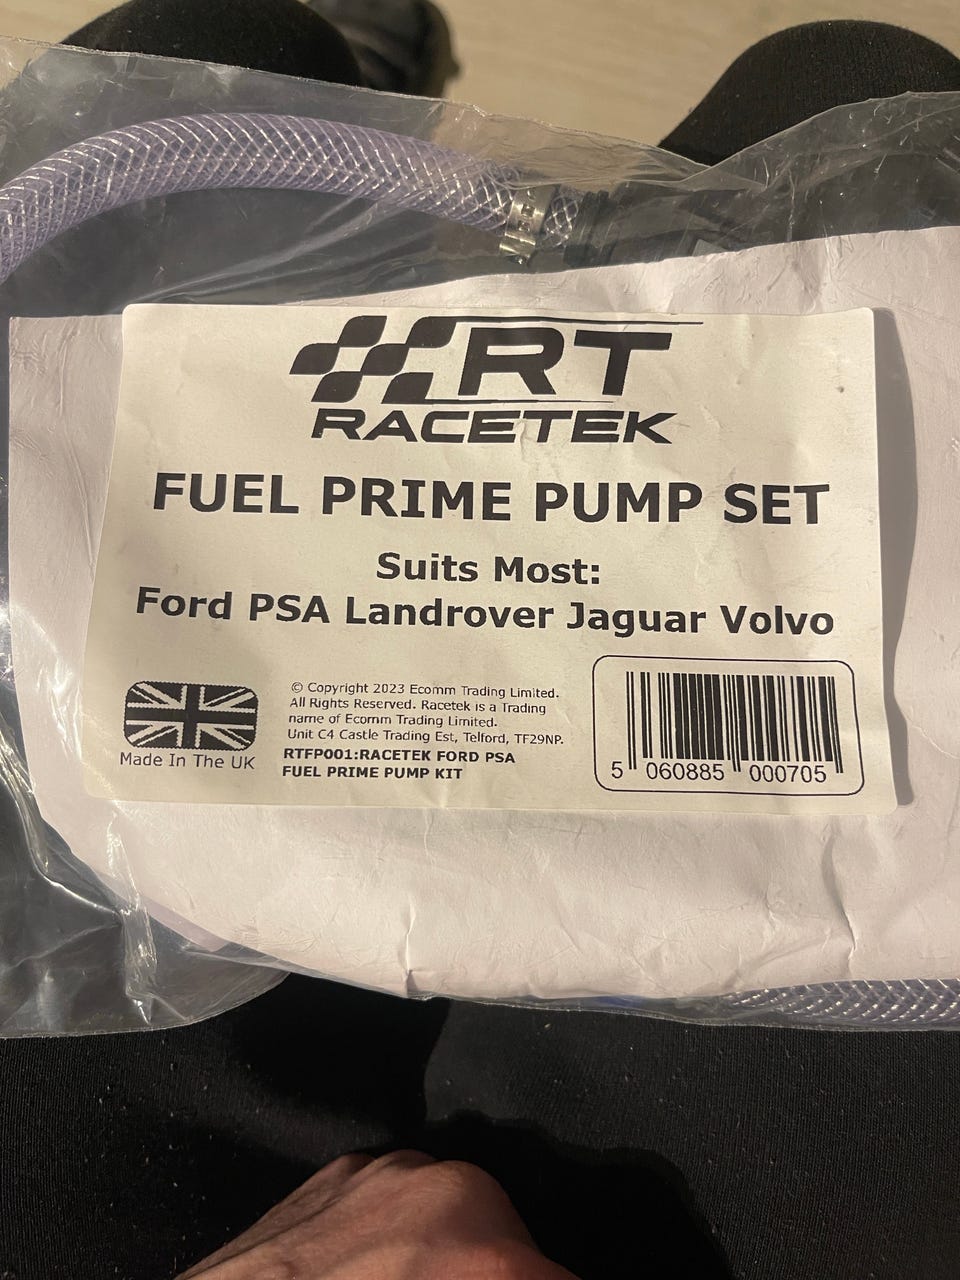 RT
RACETEK
FUEL PRIME PUMP SET
Suits Most:
Ford PSA Landrover Jaguar Volvo
Made In The UK
© Copyright 2023 Ecomm Trading Limited.
All Rights Reserved. Racetek is a Trading
name of Ecomm Trading Limited.
Unit C4 Castle Trading Est, Telford, TF29NP.
RTFP001:RACETEK FORD PSA
FUEL PRIME PUMP KIT
5 060885 000705